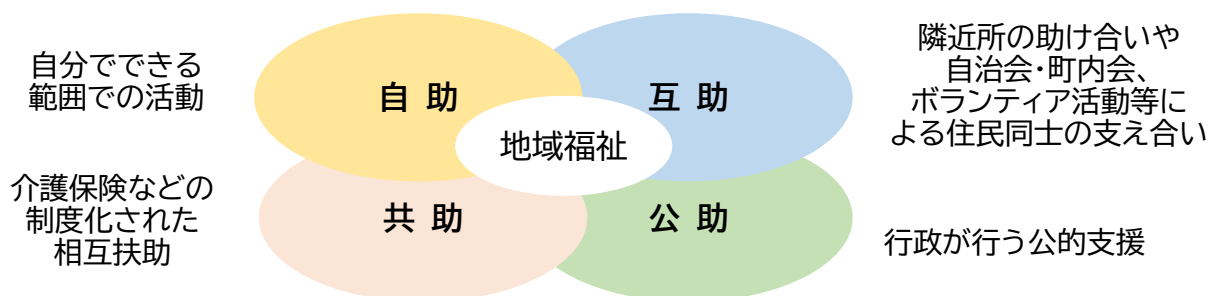 自分でできる
範囲での活動
自 助
互 助
隣近所の助け合いや
自治会・町内会、
ボランティア活動等に
よる住民同士の支え合い
地域福祉
介護保険などの
制度化された
相互扶助
共 助
公 助
行政が行う公的支援